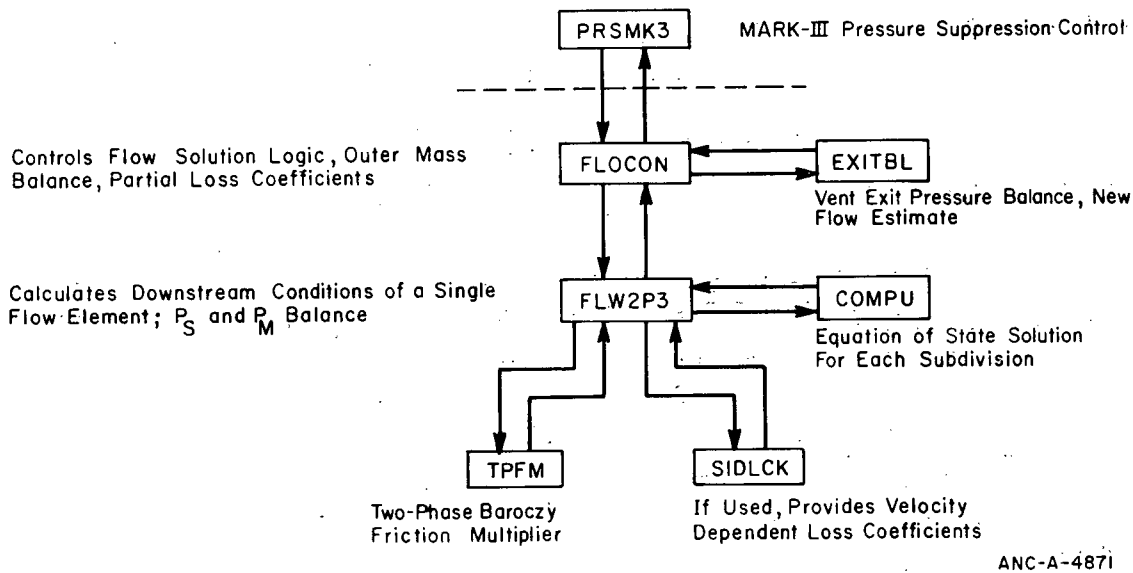 PRSMK3
MARK-III Pressure Suppression Control
Controls Flow Solution Logic, Outer Mass
Balance, Partial Loss Coefficients
FLOCON
EXITBL
Vent Exit Pressure Balance, New
Flow Estimate
Calculates Downstream Conditions of a Single
Flow Element; PS and PM Balance
FLW2P3
COMPU
Equation of State Solution
For Each Subdivision
TPFM
SIDLCK
Two-Phase Baroczy
Friction Multiplier
If Used, Provides Velocity
Dependent Loss Coefficients
ANC-A-4871